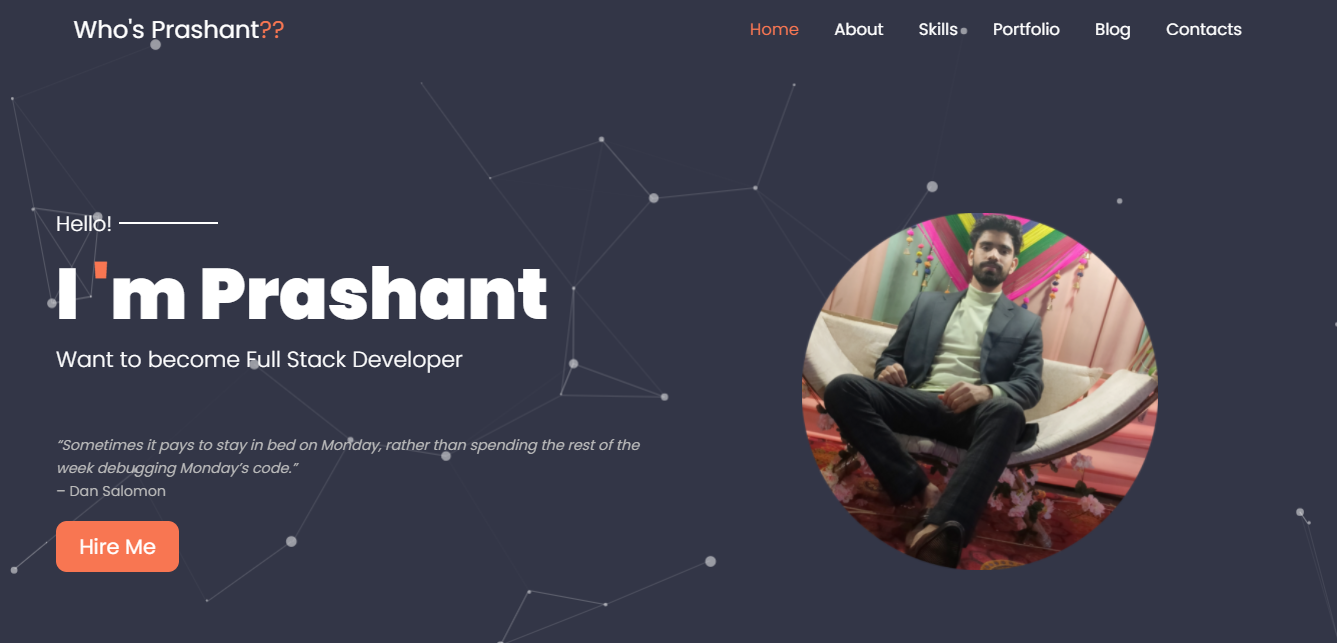 Who's Prashant??
Home About Skills Portfolio Blog Contacts
Hello!
I 'm Prashant
Want to become Full Stack Developer
“Sometimes it pays to stay in bed on Monday, rather than spending the rest of the
week debugging Monday’s code.”
– Dan Salomon
Hire Me